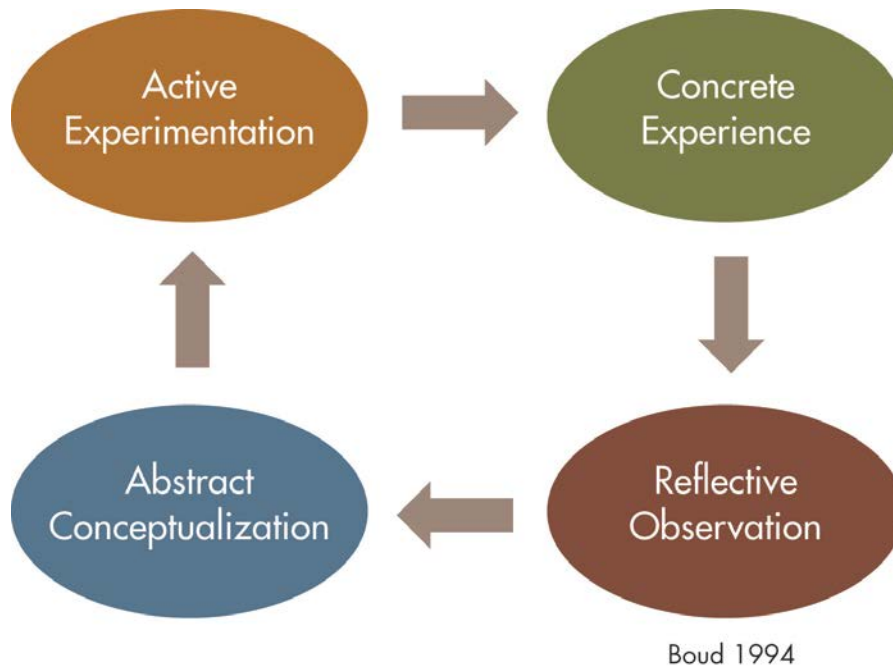 Active
Experimentation
Concrete
Experience
Abstract
Conceptualization
Reflective
Observation
Boud 1994